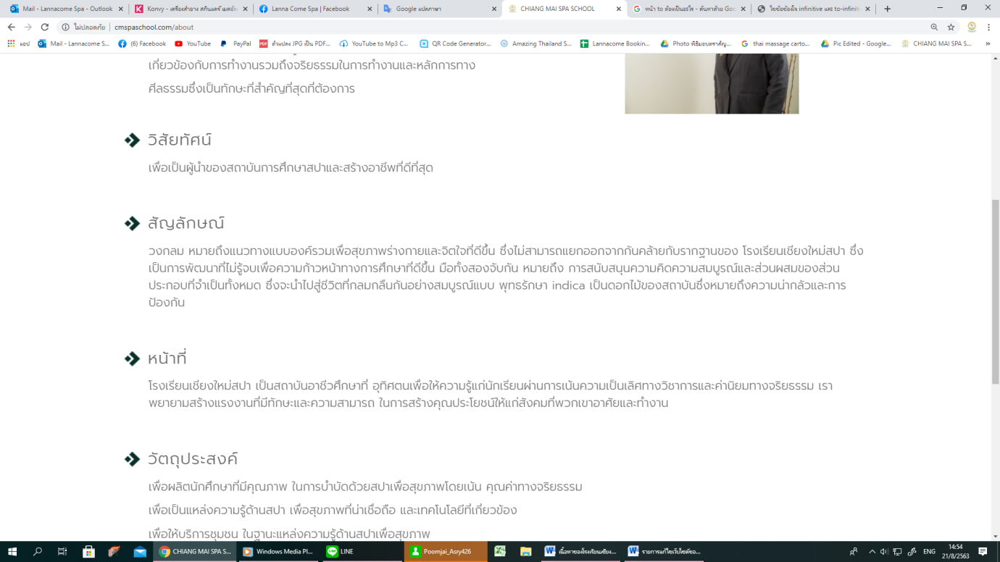 Mail - Lannacome Spa - Outlook
Konvy - เครื่องสำอาง สกินแคร์ เมคอัพ
Lanna Come Spa | Facebook
Google แปลภาษา
CHIANG MAI SPA SCHOOL
หน้า to ต้องเป็นอะไร - ค้นหาด้วย Goo
ไขข้อข้องใจ infinitive และ to-infiniti
ไม่ปลอดภัย | cmspaschool.com/about
แอป
Mail - Lannacome S...
(6) Facebook
YouTube
PayPal
ตัวแปลง JPG เป็น PDF...
YouTube to Mp3 C...
QR Code Generator...
Amazing Thailand S...
Lannacome Bookin...
Photo พิธีมอบตราสัญ...
thai massage carto...
Pic Edited - Google...
CHIANG MAI SPA S...
เกี่ยวข้องกับการทำงานรวมถึงจริยธรรมในการทำงานและหลักการทาง
ศีลธรรมซึ่งเป็นทักษะที่สำคัญที่สุดที่ต้องการ
วิสัยทัศน์
เพื่อเป็นผู้นำของสถาบันการศึกษาสปาและสร้างอาชีพที่ดีที่สุด
สัญลักษณ์
วงกลม หมายถึงแนวทางแบบองค์รวมเพื่อสุขภาพร่างกายและจิตใจที่ดีขึ้น ซึ่งไม่สามารถแยกออกจากกันคล้ายกับรากฐานของ โรงเรียนเชียงใหม่สปา ซึ่ง
เป็นการพัฒนาที่ไม่รู้จบเพื่อความก้าวหน้าทางการศึกษาที่ดีขึ้น มือทั้งสองจับกัน หมายถึง การสนับสนุนความคิดความสมบูรณ์และส่วนผสมของส่วน
ประกอบที่จำเป็นทั้งหมด ซึ่งจะนำไปสู่ชีวิตที่กลมกลืนกันอย่างสมบูรณ์แบบ พุทธรักษา indica เป็นดอกไม้ของสถาบันซึ่งหมายถึงความน่ากลัวและการ
ป้องกัน
หน้าที่
โรงเรียนเชียงใหม่สปา เป็นสถาบันอาชีวศึกษาที่ อุทิศตนเพื่อให้ความรู้แก่นักเรียนผ่านการเน้นความเป็นเลิศทางวิชาการและค่านิยมทางจริยธรรม เรา
พยายามสร้างแรงงานที่มีทักษะและความสามารถ ในการสร้างคุณประโยชน์ให้แก่สังคมที่พวกเขาอาศัยและทำงาน
วัตถุประสงค์
เพื่อผลิตนักศึกษาที่มีคุณภาพ ในการบำบัดด้วยสปาเพื่อสุขภาพโดยเน้น คุณค่าทางจริยธรรม
เพื่อเป็นแหล่งความรู้ด้านสปา เพื่อสุขภาพที่น่าเชื่อถือ และเทคโนโลยีที่เกี่ยวข้อง
เพื่อให้บริการชุมชน ในฐานะแหล่งความรู้ด้านสปาเพื่อสุขภาพ
CHIANG MAI SPA S...
Windows Media Pl...
LINE
Poomjai_Asry426
เนื้อหาของโรงเรียนเชียง...
รายการแก้ไขเว็บไซต์ขอ...
ENG
14:54
21/8/2563